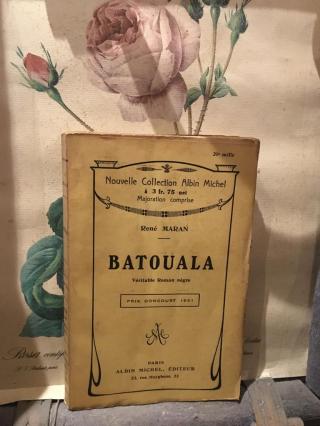 20e mille
Nouvelle Collection Albin Michel
à 3 fr. 75 net
Majoration comprise
René MARAN
BATOUALA
Véritable Roman nègre
PRIX GONCOURT 1921
PARIS
ALBIN MICHEL, ÉDITEUR
22, rue Huyghens, 22
Rosa